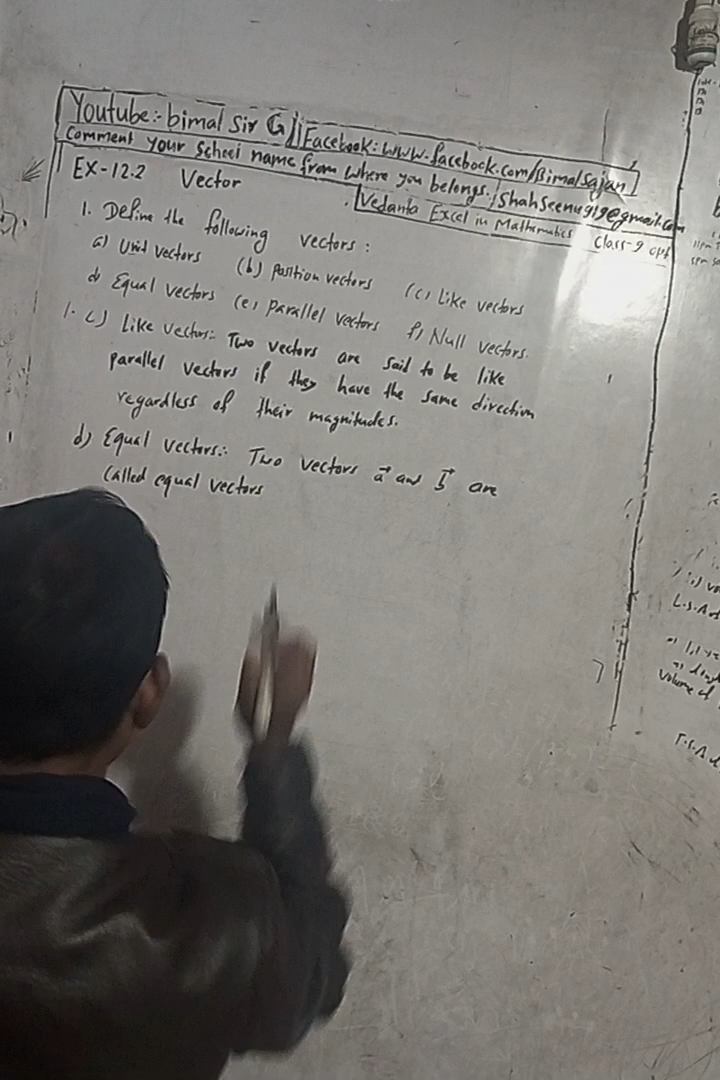 Youtube:- bimal Sir G || Facebook: www.facebook.com/Bimalsajan
Comment your School name from where you belongs. / Shahseenu919@gmail.com
EX-12.2 Vector
Vedanta Excel in Mathematics Class-9 opt
1. Define the following vectors:
a) Unit vectors (b) Position vectors (c) Like vectors
d) Equal vectors (e) Parallel vectors f) Null vectors.
1. c) Like vectors:- Two vectors are said to be like
parallel vectors if they have the same direction
regardless of their magnitudes.
d) Equal vectors:- Two vectors a⃗ and b⃗ are
called equal vectors
L.S.A
Volume of
T.S.A